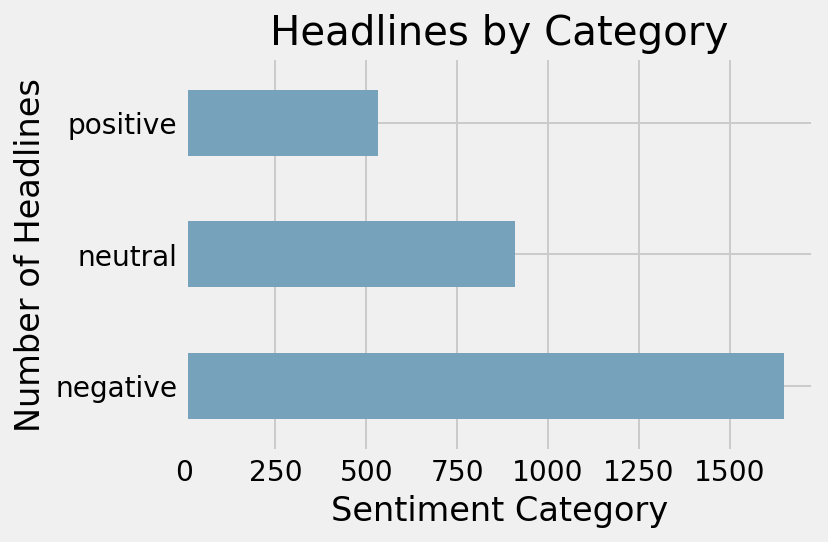 Headlines by Category
Number of Headlines
positive
neutral
negative
0 250 500 750 1000 1250 1500
Sentiment Category